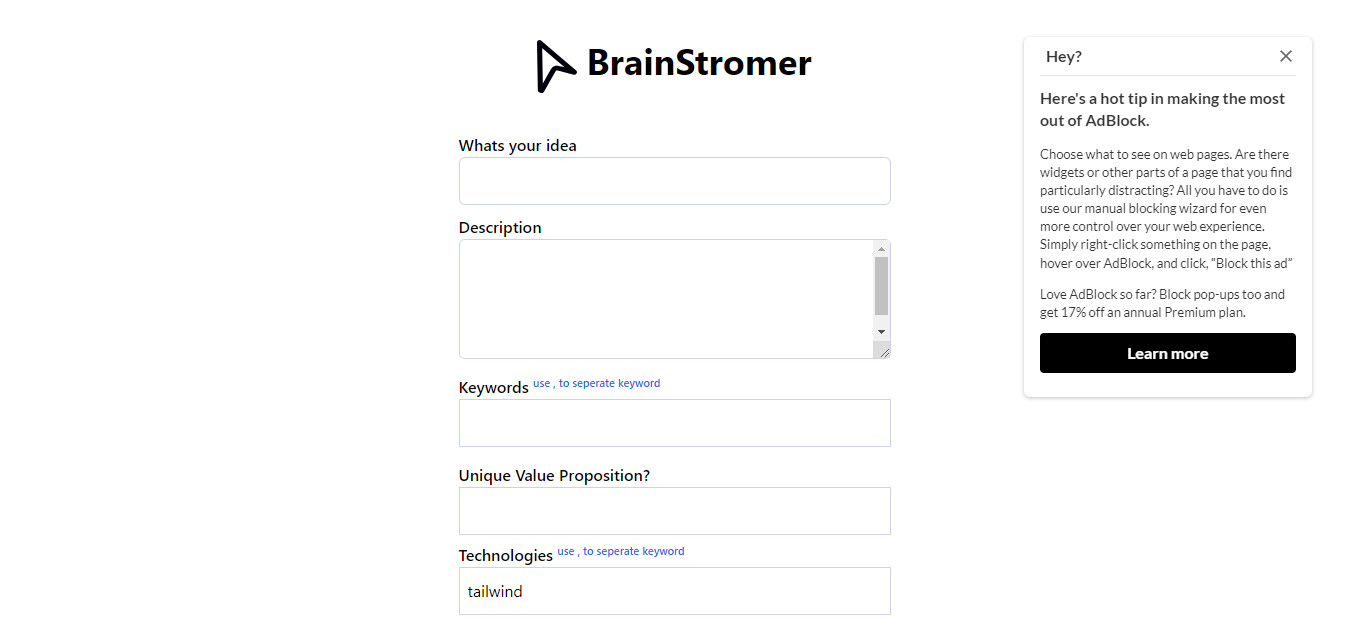 BrainStromer
Whats your idea
Description
Keywords use , to seperate keyword
Unique Value Proposition?
Technologies use , to seperate keyword
tailwind
Hey?
Here's a hot tip in making the most
out of AdBlock.
Choose what to see on web pages. Are there
widgets or other parts of a page that you find
particularly distracting? All you have to do is
use our manual blocking wizard for even
more control over your web experience.
Simply right-click something on the page,
hover over AdBlock, and click, “Block this ad”
Love AdBlock so far? Block pop-ups too and
get 17% off an annual Premium plan.
Learn more